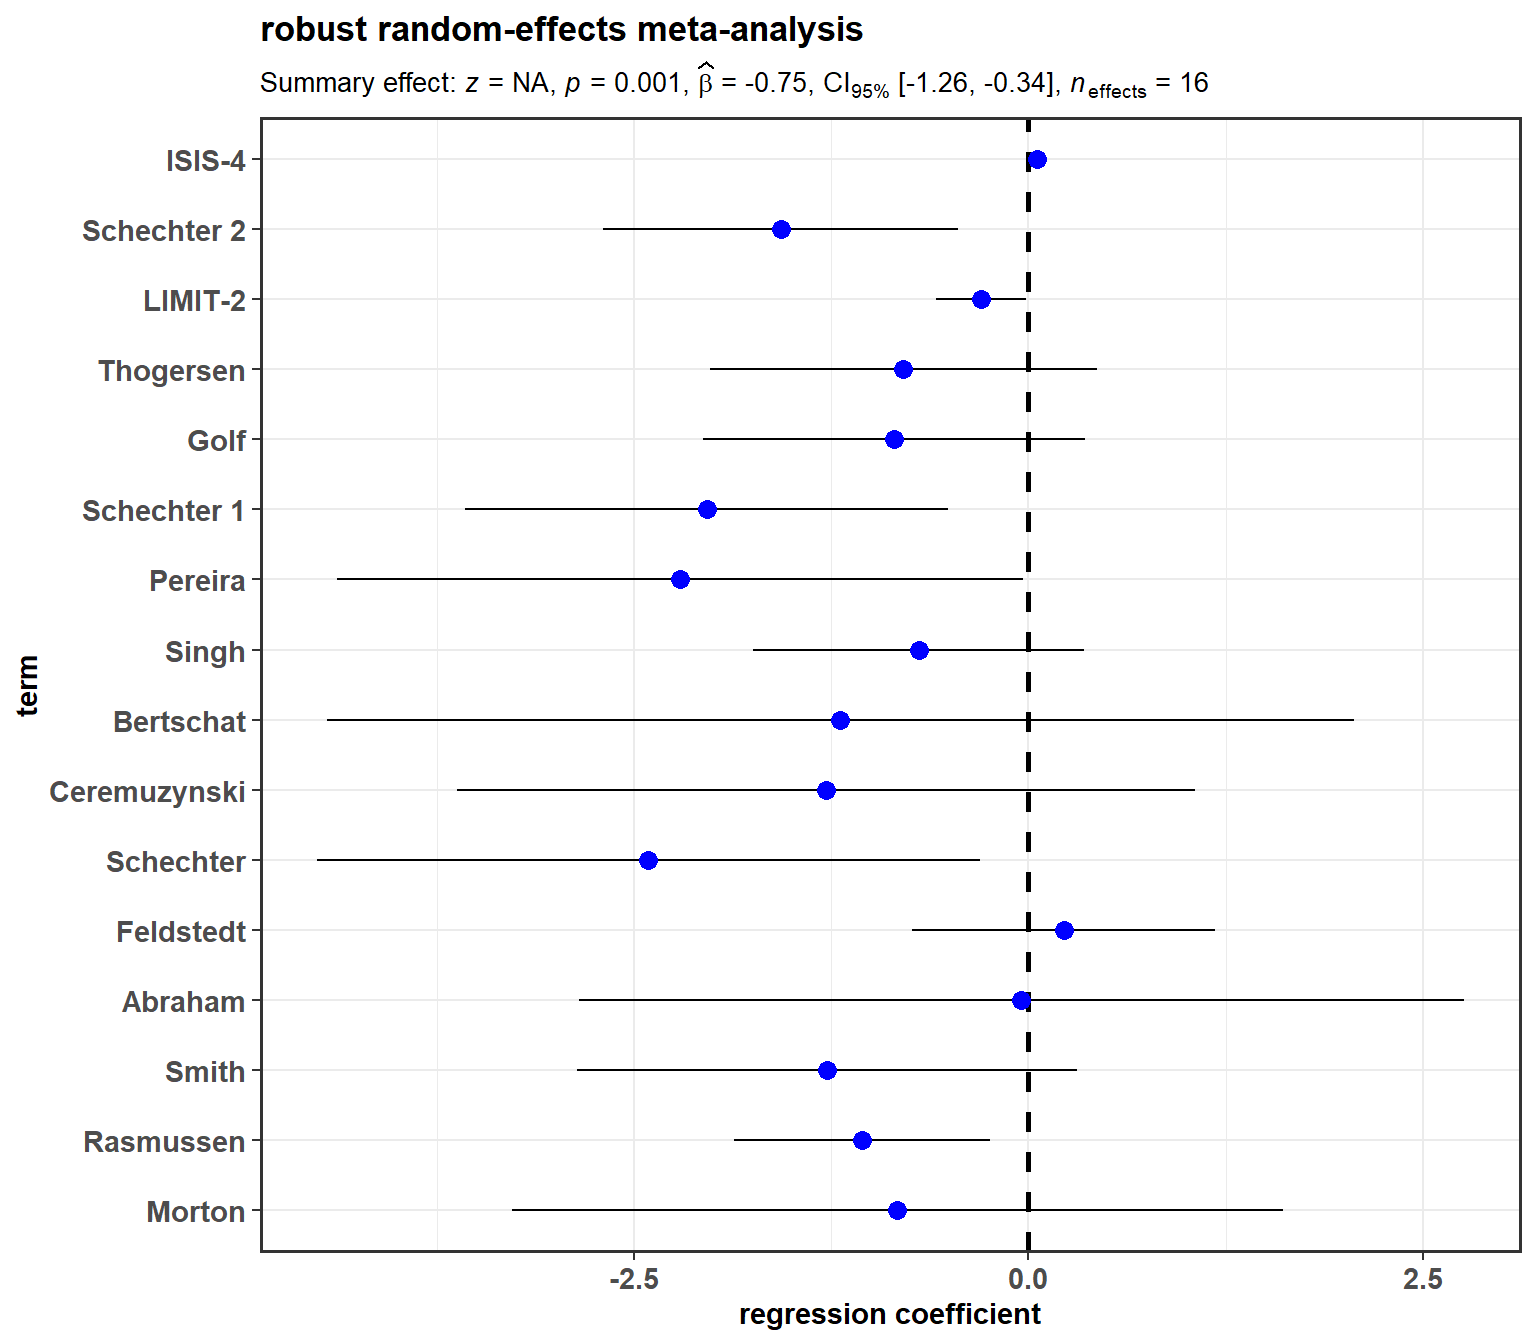 robust random-effects meta-analysis
Summary effect: z = NA, p = 0.001, β̂ = -0.75, CI95% [-1.26, -0.34], neffects = 16
ISIS-4
Schechter 2
LIMIT-2
Thogersen
Golf
Schechter 1
Pereira
Singh
Bertschat
Ceremuzynski
Schechter
Feldstedt
Abraham
Smith
Rasmussen
Morton
term
-2.5 0.0 2.5
regression coefficient